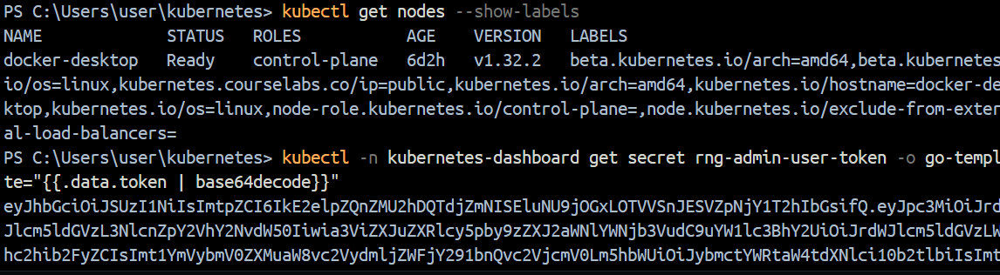 PS C:\Users\user\kubernetes> kubectl get nodes --show-labels
NAME STATUS ROLES AGE VERSION LABELS
docker-desktop Ready control-plane 6d2h v1.32.2 beta.kubernetes.io/arch=amd64,beta.kubernetes
io/os=linux,kubernetes.courselabs.co/ip=public,kubernetes.io/arch=amd64,kubernetes.io/hostname=docker-de
ktop,kubernetes.io/os=linux,node-role.kubernetes.io/control-plane=,node.kubernetes.io/exclude-from-exter
al-load-balancers=
PS C:\Users\user\kubernetes> kubectl -n kubernetes-dashboard get secret rng-admin-user-token -o go-templ
te="{{.data.token | base64decode}}"
eyJhbGciOiJSUzI1NiIsImtpZCI6IkE2elpZQnZMU2hDQTdjZmNISEluNU9jOGxLOTVVSnJESVZpNjY1T2hIbGsifQ.eyJpc3MiOiJrd
Jlcm5ldGVzL3NlcnZpY2VhY2NvdW50Iiwia3ViZXJuZXRlcy5pby9zZXJ2aWNlYWNjb3VudC9uYW1lc3BhY2UiOiJrdWJlcm5ldGVzLW
hc2hib2FyZCIsImt1YmVybmV0ZXMuaW8vc2VydmljZWFjY291bnQvc2VjcmV0Lm5hbWUiOiJybmctYWRtaW4tdXNlci10b2tlbiIsImt